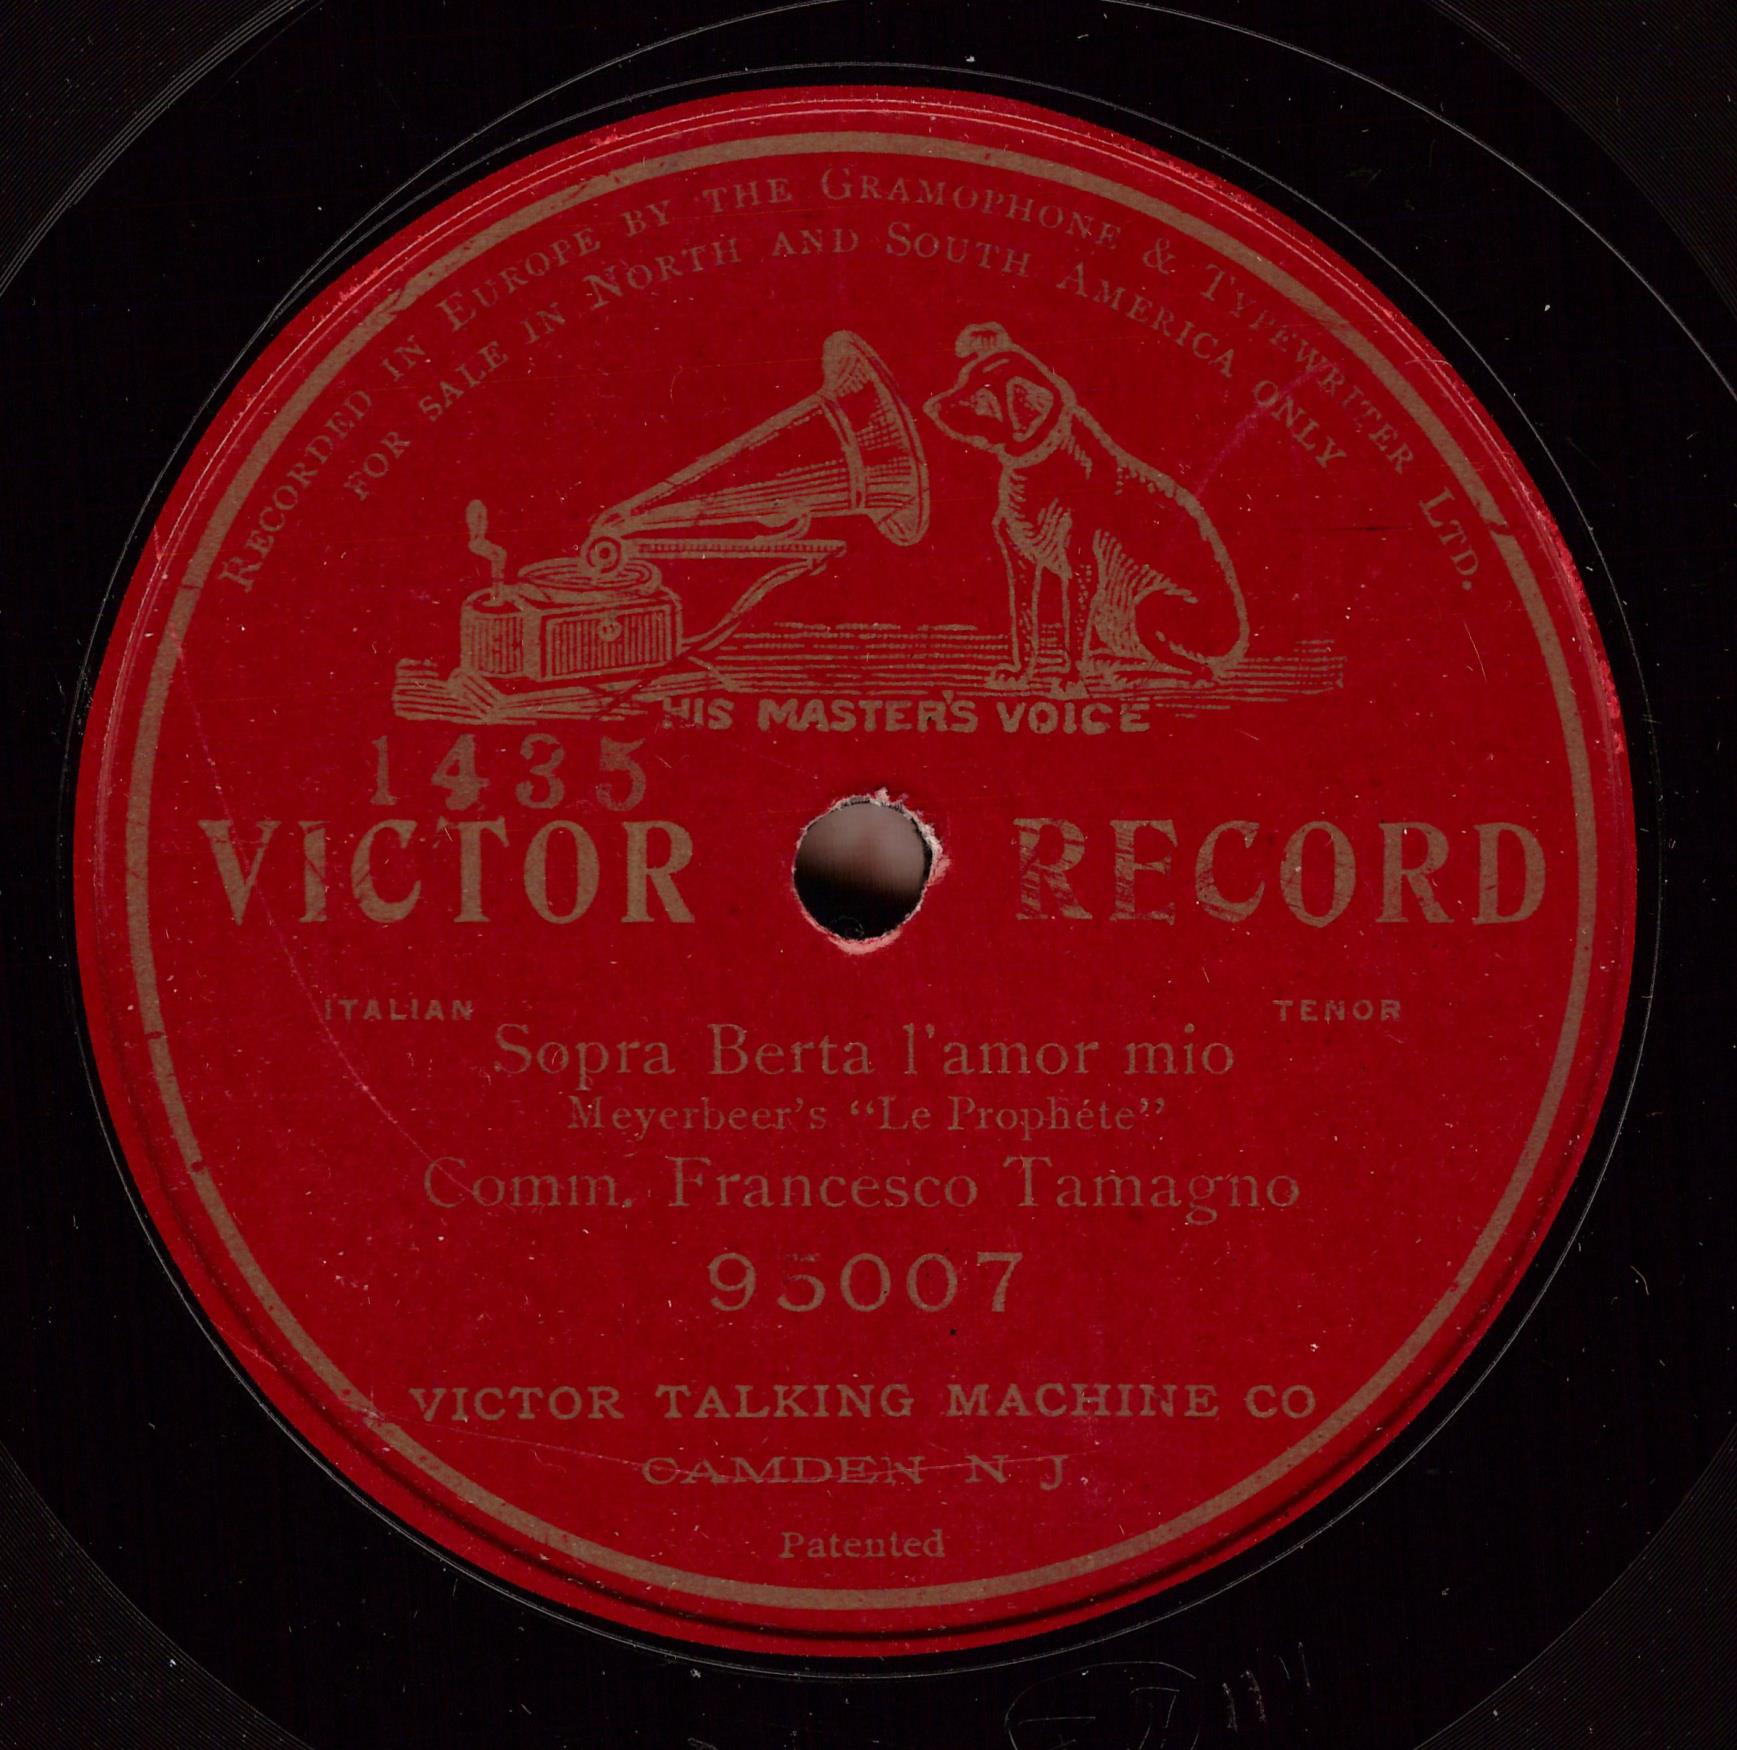 RECORDED IN EUROPE BY THE GRAMOPHONE & TYPEWRITER LTD.
FOR SALE IN NORTH AND SOUTH AMERICA ONLY
HIS MASTER'S VOICE
1435
VICTOR RECORD
ITALIAN TENOR
Sopra Berta l'amor mio
Meyerbeer's “Le Prophéte”
Comm. Francesco Tamagno
95007
VICTOR TALKING MACHINE CO
CAMDEN N J
Patented